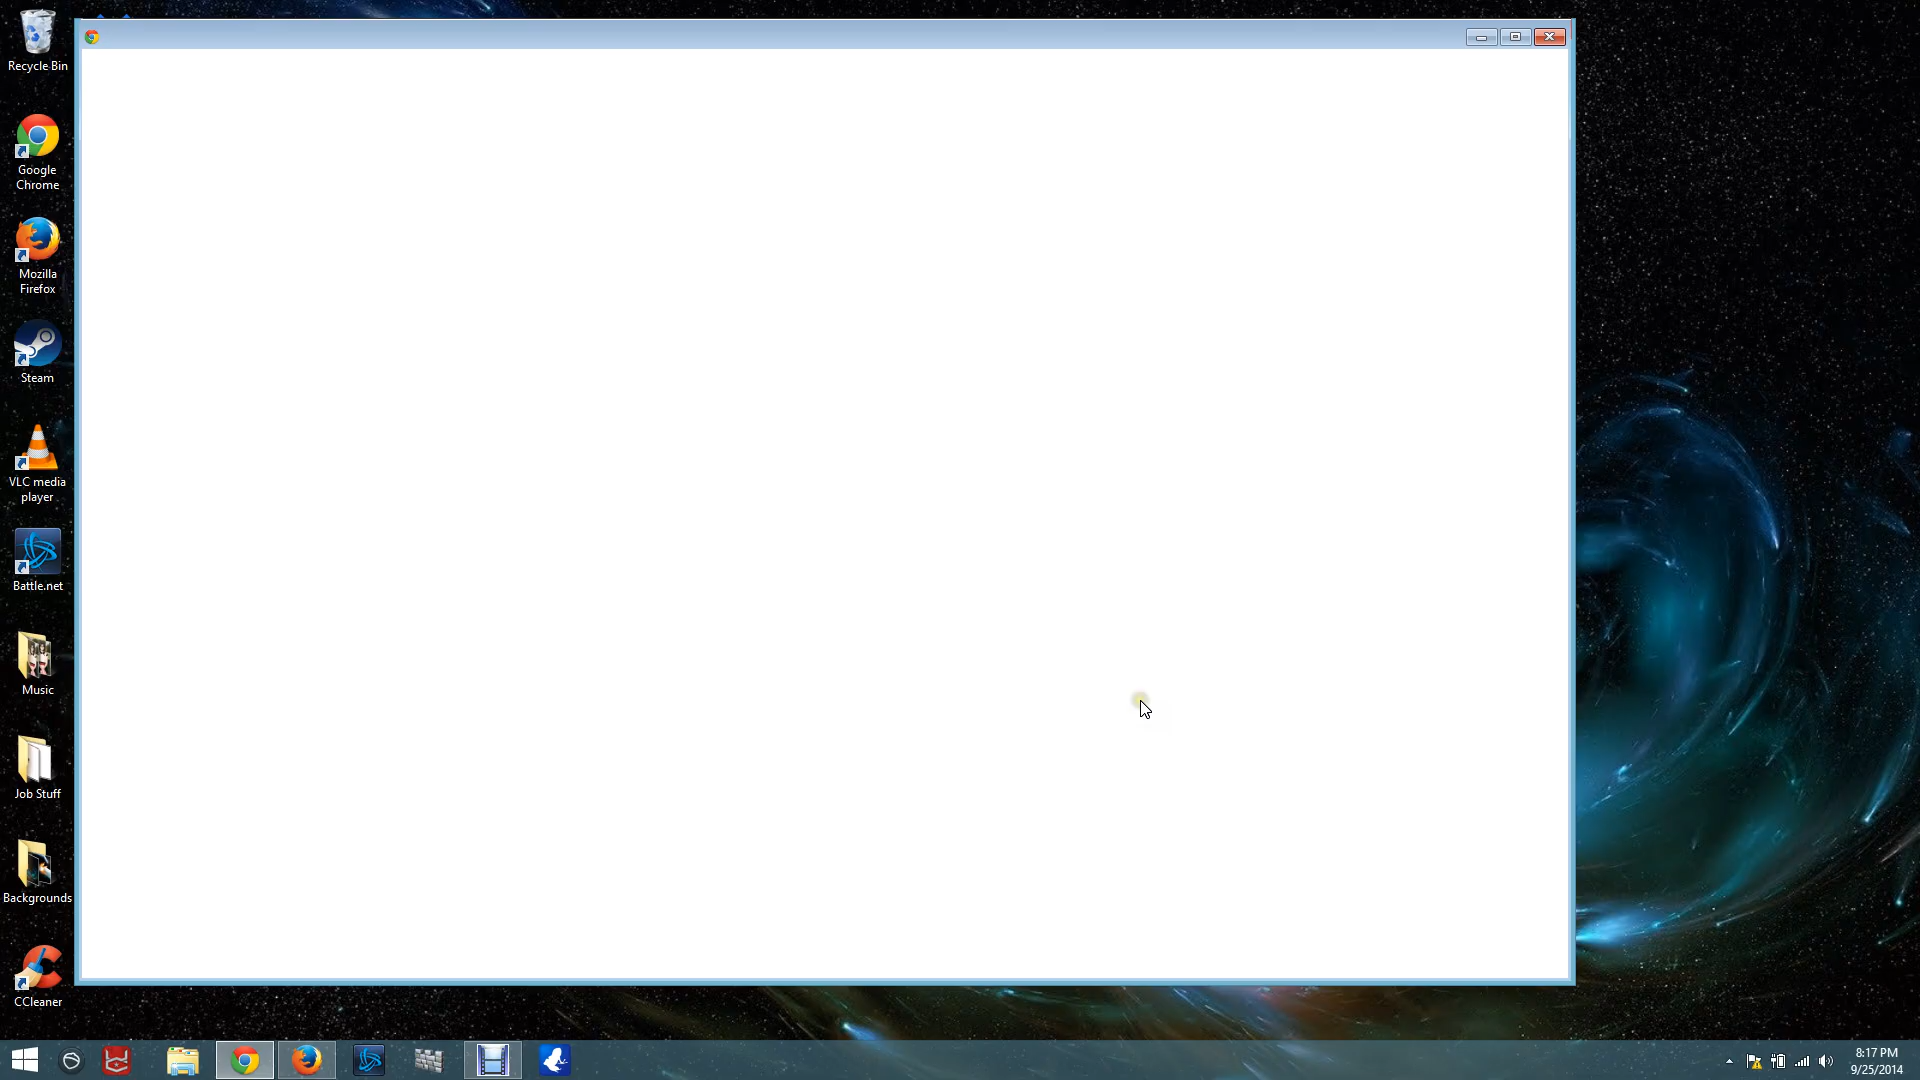 Recycle Bin
Google
Chrome
Mozilla
Firefox
Steam
VLC media
player
Battle.net
Music
Job Stuff
Backgrounds
CCleaner
8:17 PM
9/25/2014